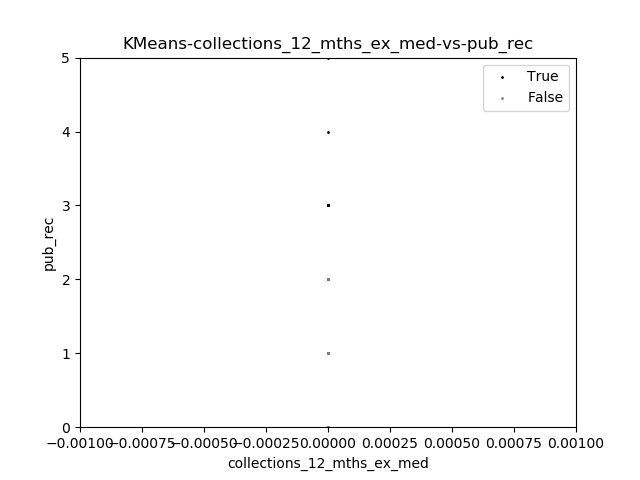 KMeans-collections_12_mths_ex_med-vs-pub_rec
True
False
5
4
3
2
1
0
pub_rec
−0.00100 −0.00075 −0.00050 −0.00025 0.00000 0.00025 0.00050 0.00075 0.00100
collections_12_mths_ex_med